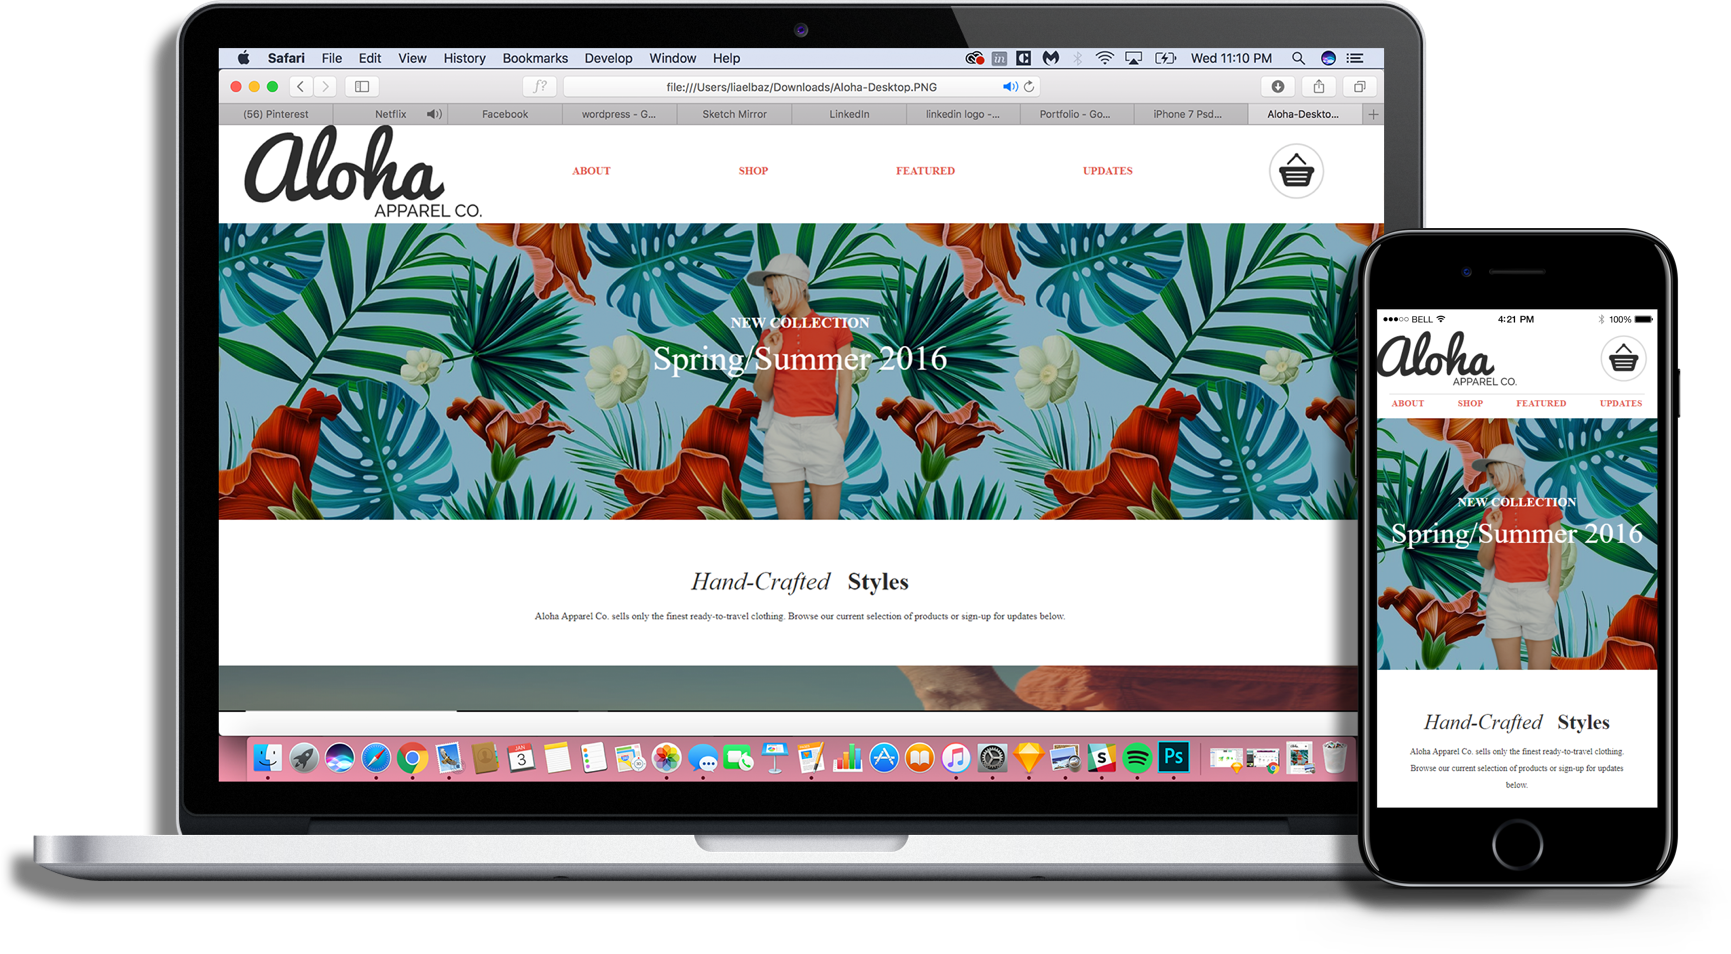 Safari File Edit View History Bookmarks Develop Window Help Wed 11:10 PM
f? file:///Users/liaelbaz/Downloads/Aloha-Desktop.PNG
(56) Pinterest Netflix Facebook wordpress - G... Sketch Mirror LinkedIn linkedin logo -... Portfolio - Go... iPhone 7 Psd... Aloha-Deskto... +
Aloha
APPAREL CO.
ABOUT SHOP FEATURED UPDATES
NEW COLLECTION
Spring/Summer 2016
Hand-Crafted Styles
Aloha Apparel Co. sells only the finest ready-to-travel clothing. Browse our current selection of products or sign-up for updates below.
JAN
3
S
Ps
BELL 4:21 PM 100%
Aloha
APPAREL CO.
ABOUT SHOP FEATURED UPDATES
NEW COLLECTION
Spring/Summer 2016
Hand-Crafted Styles
Aloha Apparel Co. sells only the finest ready-to-travel clothing.
Browse our current selection of products or sign-up for updates
below.